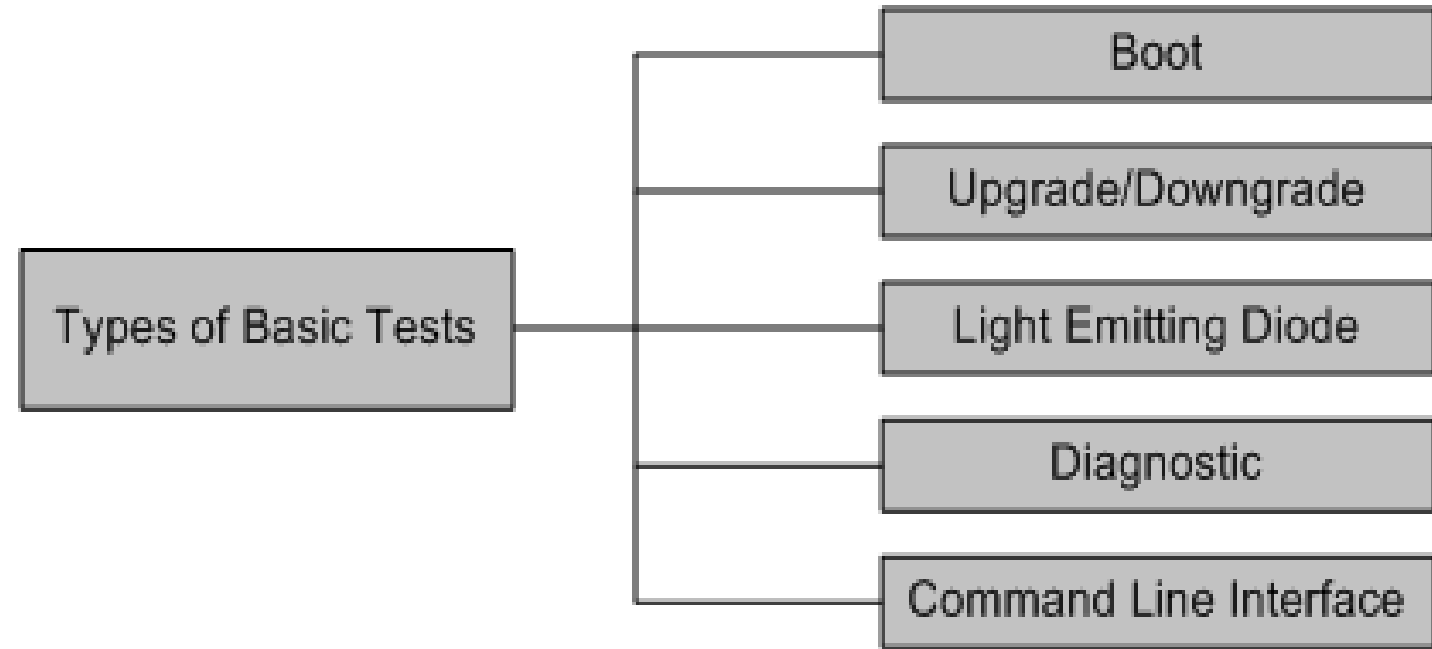 Boot
Upgrade/Downgrade
Types of Basic Tests
Light Emitting Diode
Diagnostic
Command Line Interface